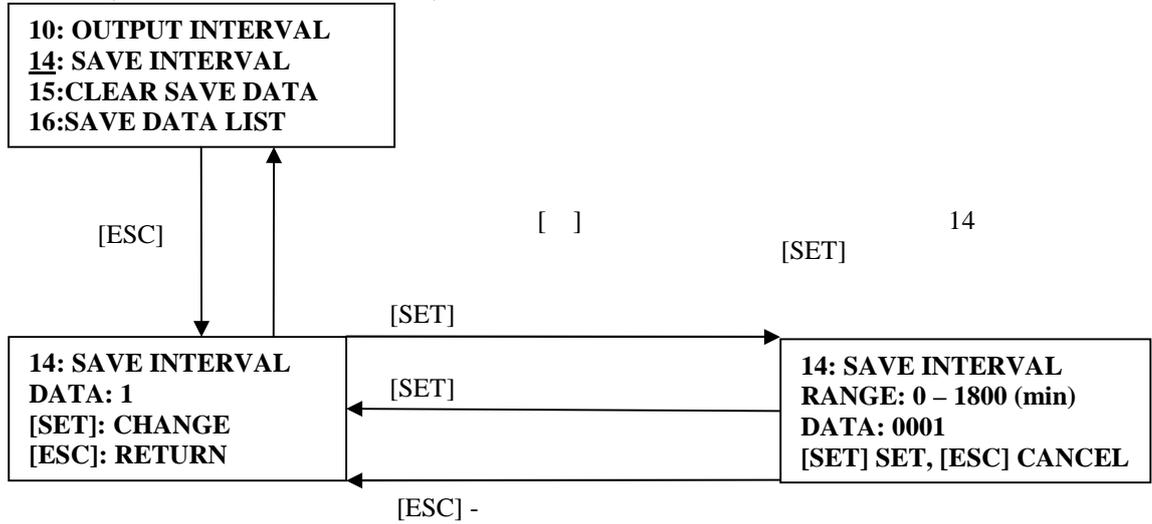 10: OUTPUT INTERVAL
14: SAVE INTERVAL
15:CLEAR SAVE DATA
16:SAVE DATA LIST
[ESC]
[ ]
14
[SET]
[SET]
14: SAVE INTERVAL
DATA: 1
[SET]: CHANGE
[ESC]: RETURN
[SET]
14: SAVE INTERVAL
RANGE: 0 – 1800 (min)
DATA: 0001
[SET] SET, [ESC] CANCEL
[ESC] -